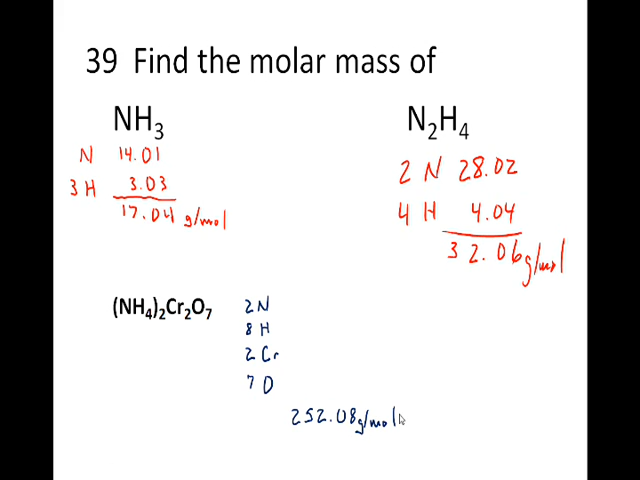 39 Find the molar mass of
NH3
N 14.01
3 H 3.03
17.04 g/mol
N2H4
2 N 28.02
4 H 4.04
32.06 g/mol
(NH4)2Cr2O7
2 N
8 H
2 Cr
7 O
252.08 g/mol